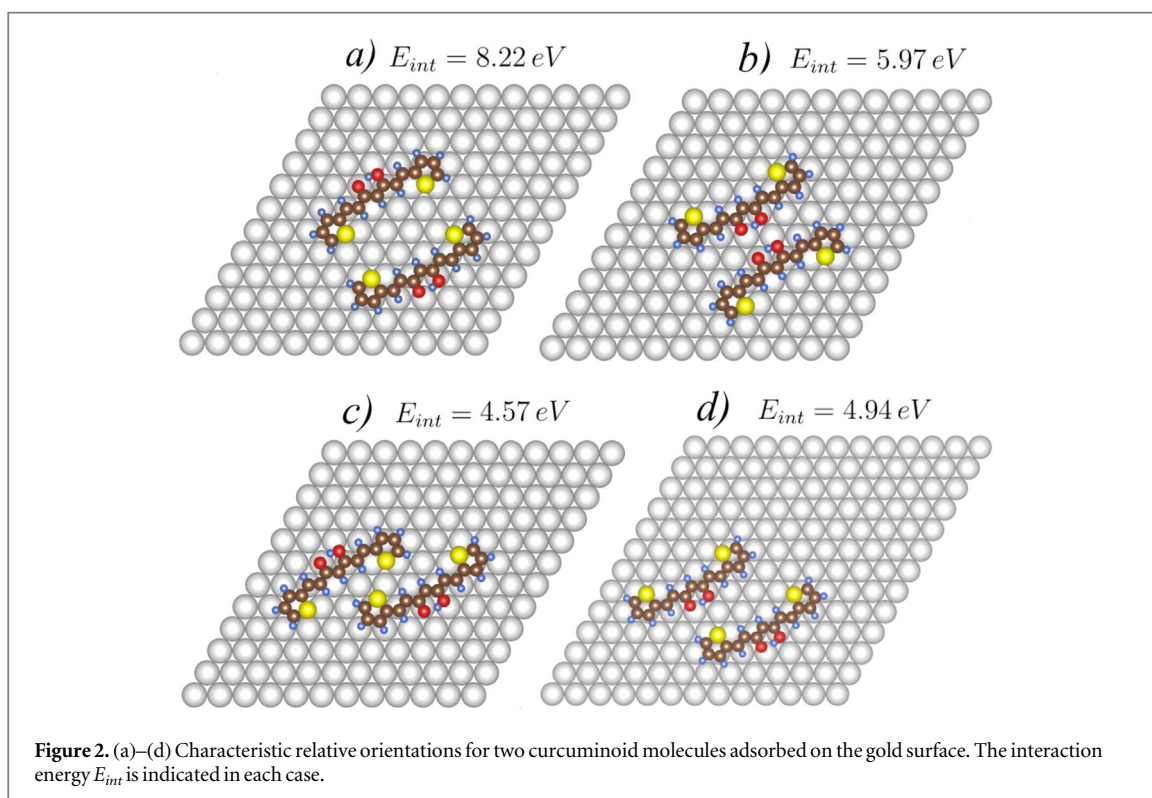 a) E_int = 8.22 eV
b) E_int = 5.97 eV
c) E_int = 4.57 eV
d) E_int = 4.94 eV
Figure 2. (a)–(d) Characteristic relative orientations for two curcuminoid molecules adsorbed on the gold surface. The interaction
energy E_int is indicated in each case.